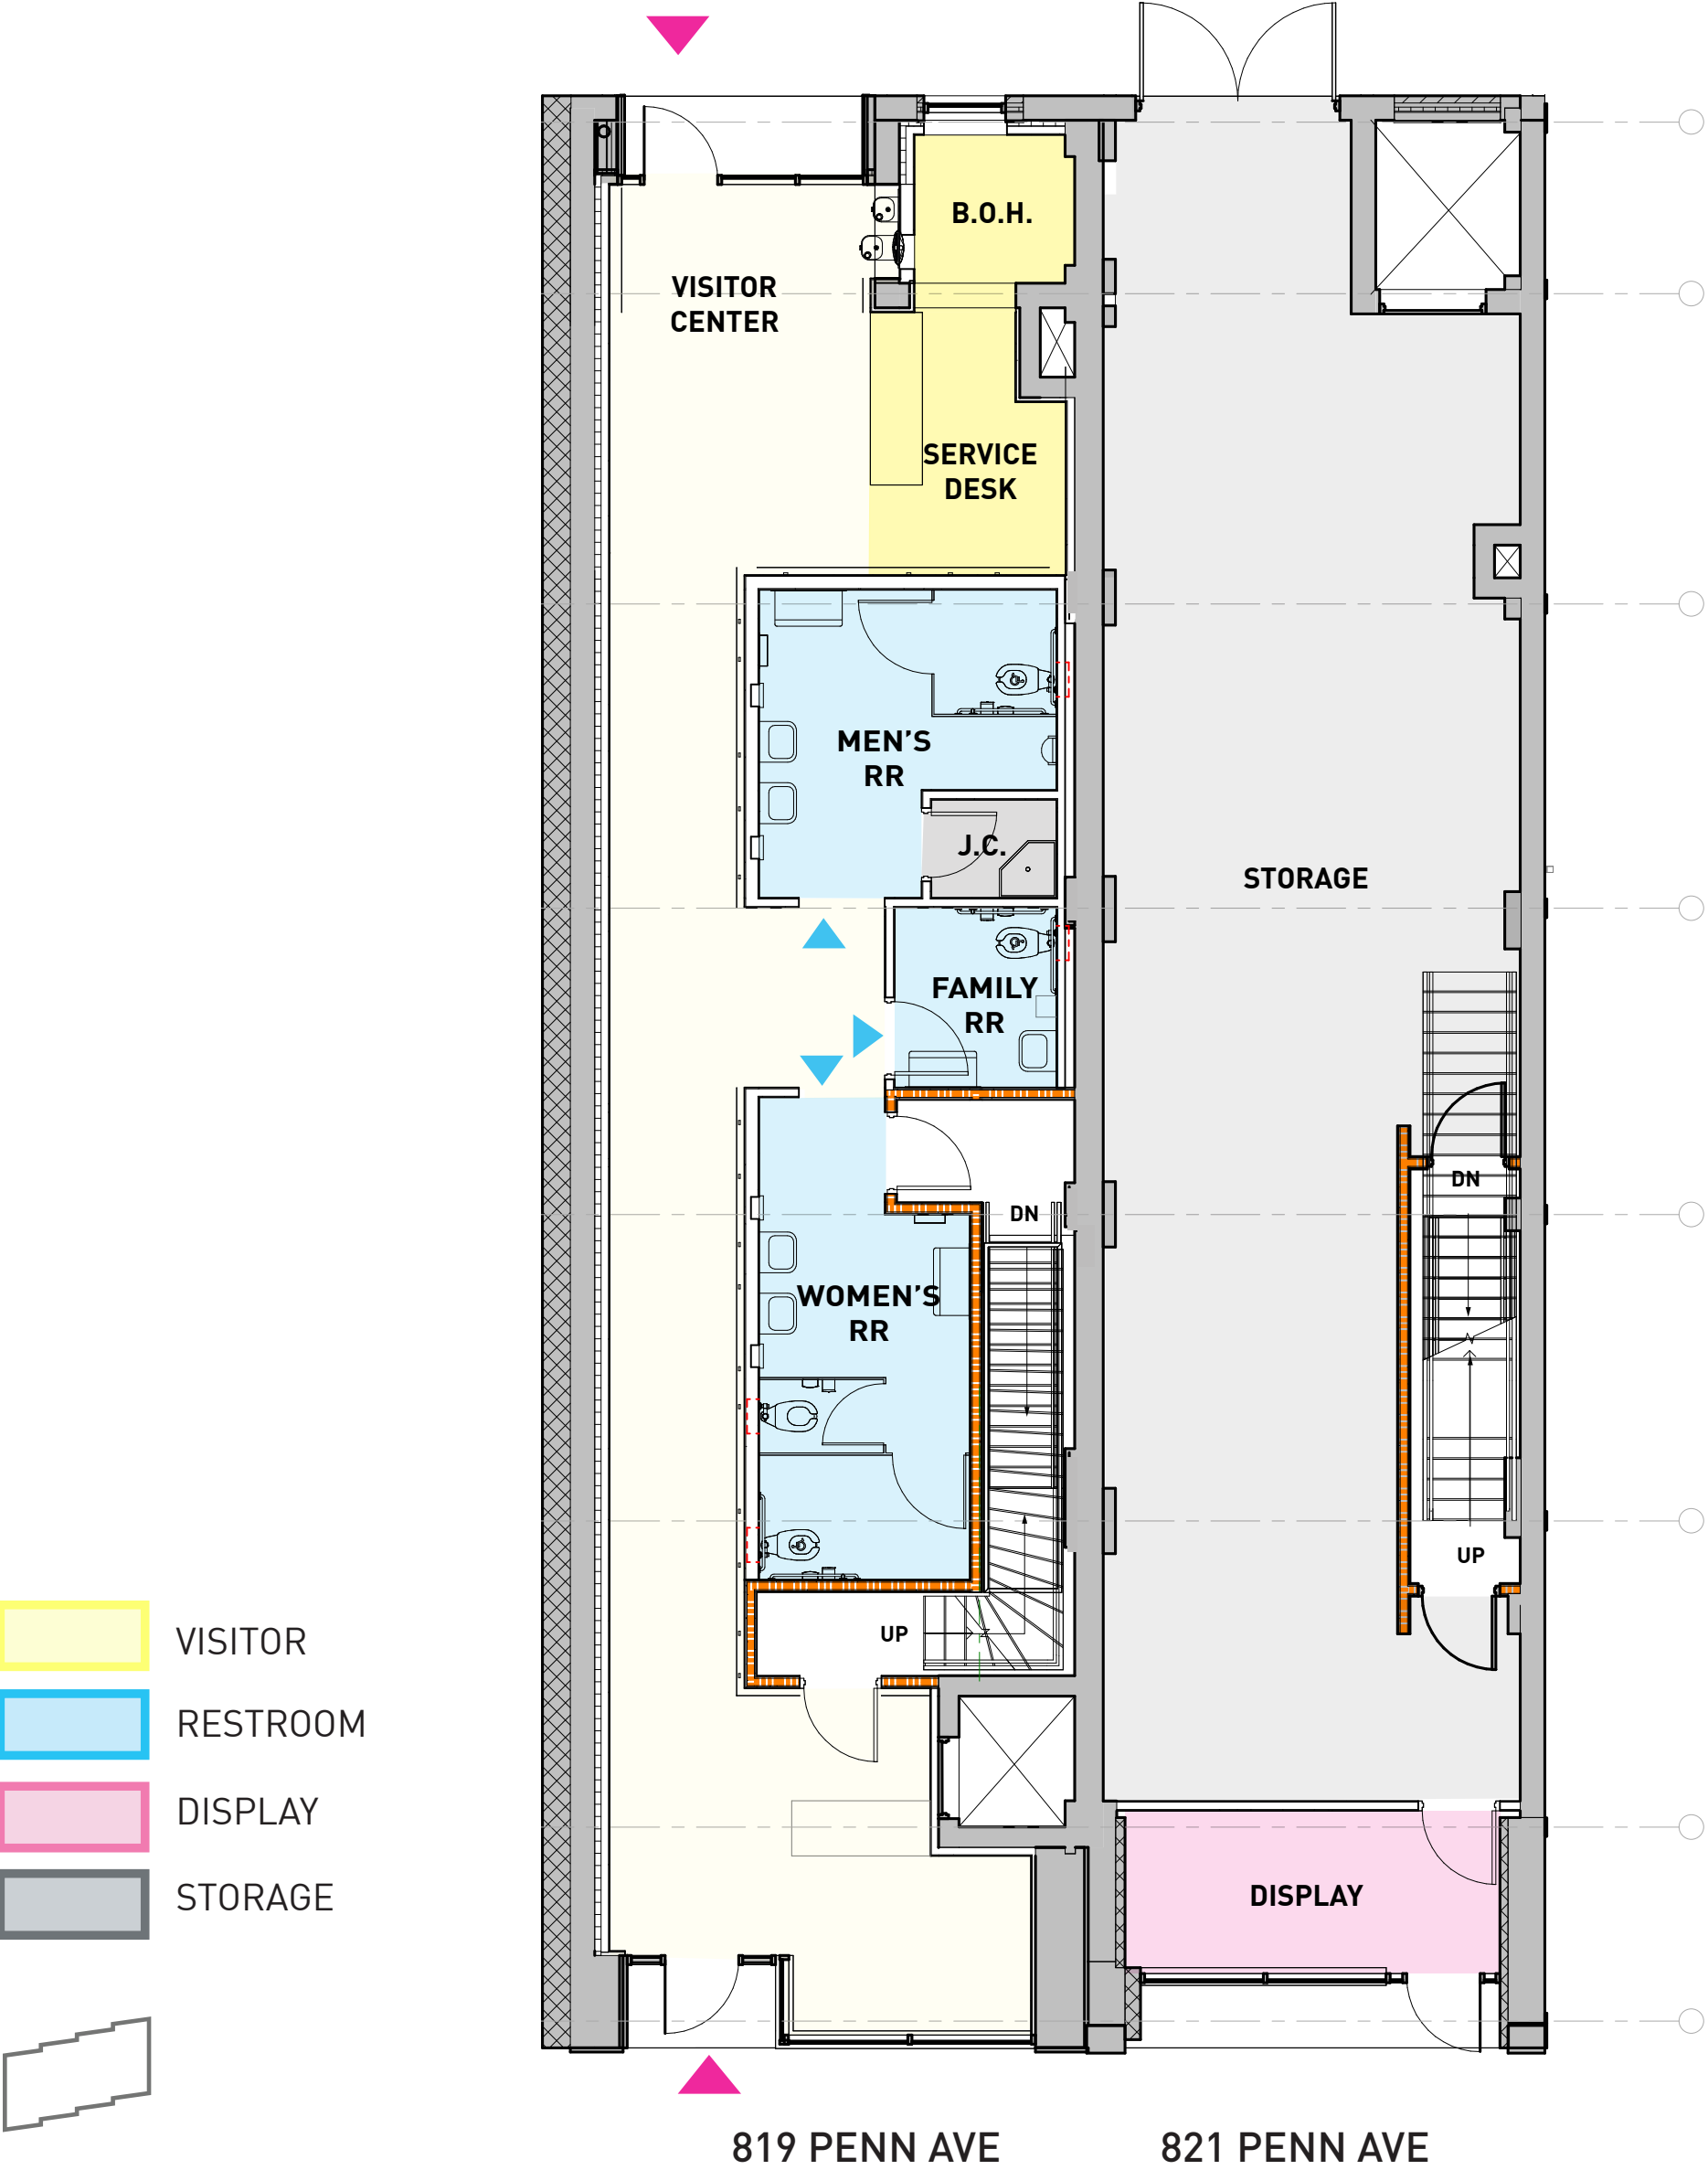 B.O.H.
VISITOR
CENTER
SERVICE
DESK
MEN’S
RR
J.C.
STORAGE
FAMILY
RR
DN
DN
WOMEN’S
RR
UP
UP
VISITOR
RESTROOM
DISPLAY
STORAGE
DISPLAY
819 PENN AVE
821 PENN AVE